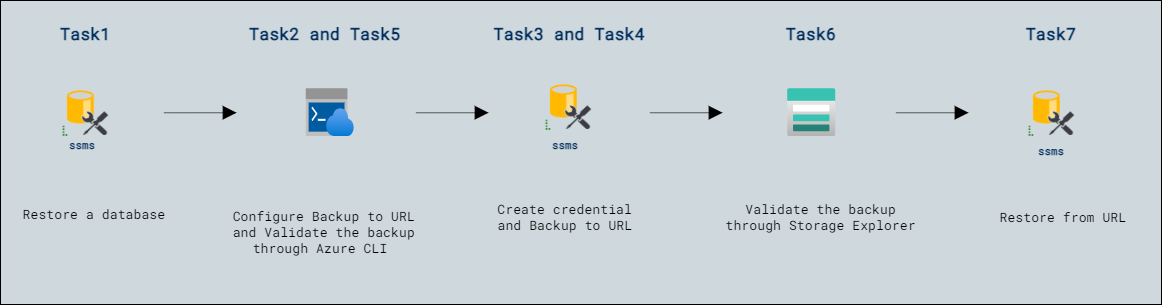 Task1
Task2 and Task5
Task3 and Task4
Task6
Task7
ssms
ssms
ssms
Restore a database
Configure Backup to URL
and Validate the backup
through Azure CLI
Create credential
and Backup to URL
Validate the backup
through Storage Explorer
Restore from URL